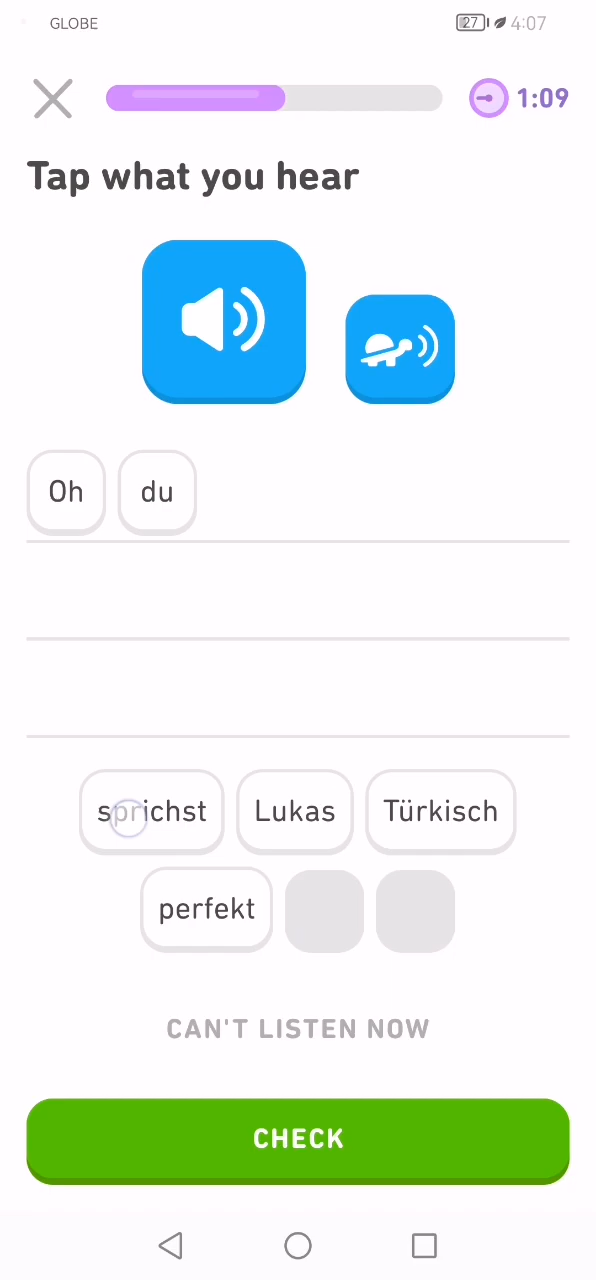 GLOBE 27 4:07
1:09
Tap what you hear
Oh du
sprichst Lukas Türkisch
perfekt
CAN'T LISTEN NOW
CHECK